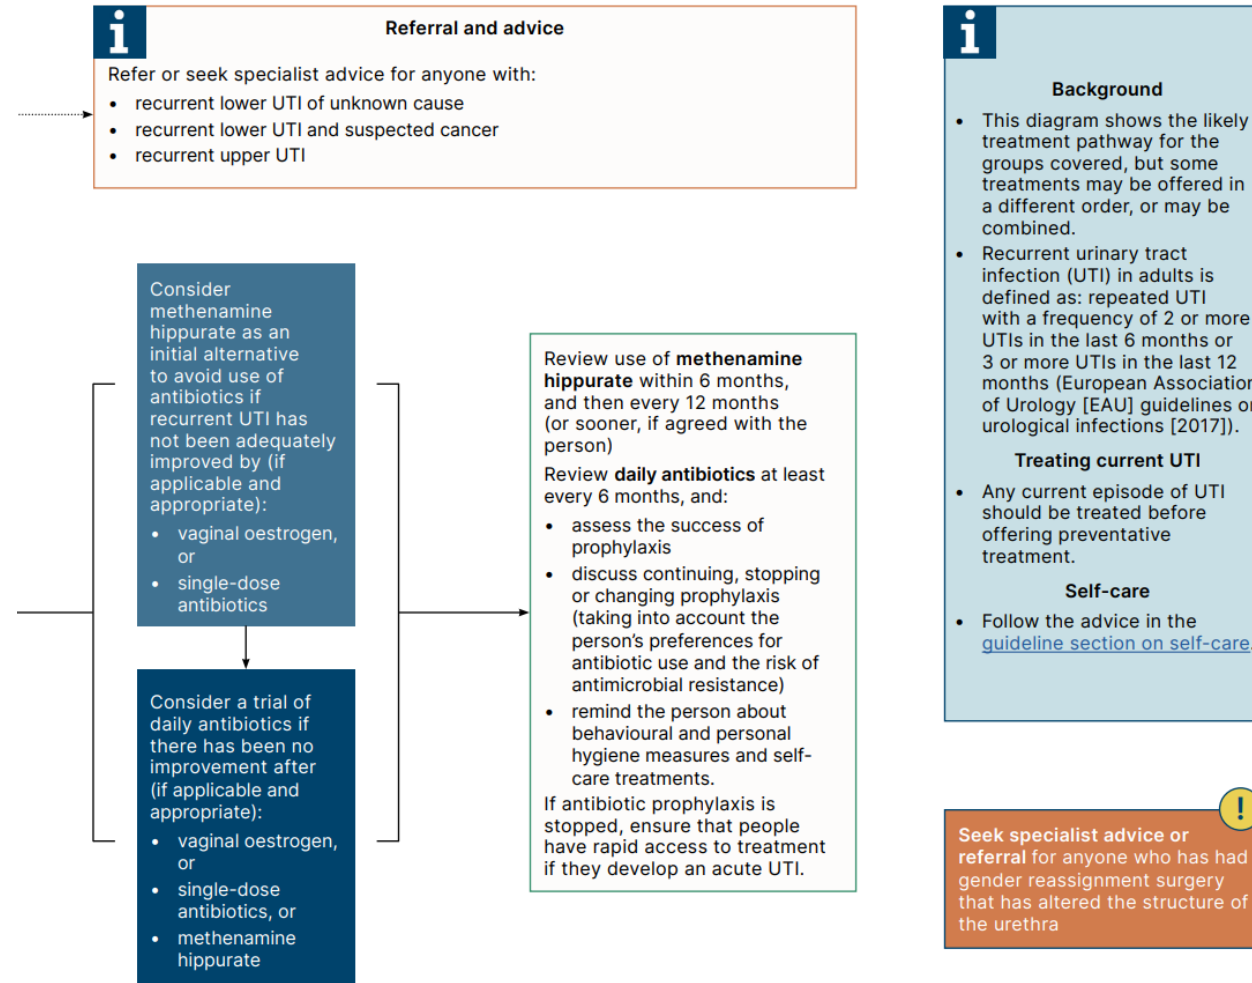 Referral and advice
Refer or seek specialist advice for anyone with:
• recurrent lower UTI of unknown cause
• recurrent lower UTI and suspected cancer
• recurrent upper UTI
Consider
methenamine
hippurate as an
initial alternative
to avoid use of
antibiotics if
recurrent UTI has
not been adequately
improved by (if
applicable and
appropriate):
• vaginal oestrogen,
or
• single-dose
antibiotics
Consider a trial of
daily antibiotics if
there has been no
improvement after
(if applicable and
appropriate):
• vaginal oestrogen,
or
• single-dose
antibiotics, or
• methenamine
hippurate
Review use of methenamine
hippurate within 6 months,
and then every 12 months
(or sooner, if agreed with the
person)
Review daily antibiotics at least
every 6 months, and:
• assess the success of
prophylaxis
• discuss continuing, stopping
or changing prophylaxis
(taking into account the
person's preferences for
antibiotic use and the risk of
antimicrobial resistance)
• remind the person about
behavioural and personal
hygiene measures and self-
care treatments.
If antibiotic prophylaxis is
stopped, ensure that people
have rapid access to treatment
if they develop an acute UTI.
Background
• This diagram shows the likely
treatment pathway for the
groups covered, but some
treatments may be offered in
a different order, or may be
combined.
• Recurrent urinary tract
infection (UTI) in adults is
defined as: repeated UTI
with a frequency of 2 or more
UTIs in the last 6 months or
3 or more UTIs in the last 12
months (European Association
of Urology [EAU] guidelines on
urological infections [2017]).
Treating current UTI
• Any current episode of UTI
should be treated before
offering preventative
treatment.
Self-care
• Follow the advice in the
guideline section on self-care.
Seek specialist advice or
referral for anyone who has had
gender reassignment surgery
that has altered the structure of
the urethra